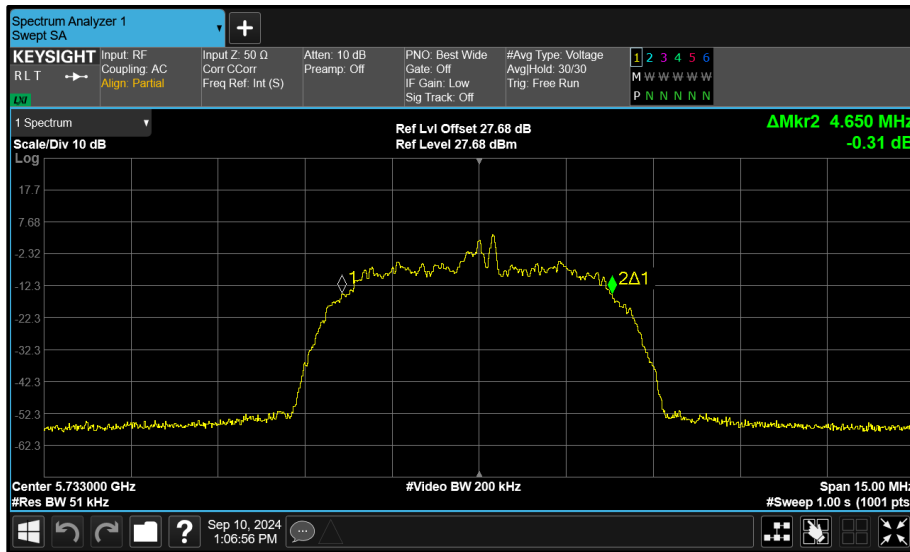 Spectrum Analyzer 1
Swept SA
KEYSIGHT
R L T
LXI
Input: RF
Coupling: AC
Align: Partial
Input Z: 50 Ω
Corr CCorr
Freq Ref: Int (S)
Atten: 10 dB
Preamp: Off
PNO: Best Wide
Gate: Off
IF Gain: Low
Sig Track: Off
#Avg Type: Voltage
Avg|Hold: 30/30
Trig: Free Run
1 2 3 4 5 6
M W W W W W
P N N N N N
1 Spectrum
Scale/Div 10 dB
Ref Lvl Offset 27.68 dB
Ref Level 27.68 dBm
ΔMkr2 4.650 MHz
-0.31 dB
Log
17.7
7.68
-2.32
-12.3
-22.3
-32.3
-42.3
-52.3
-62.3
1
2Δ1
Center 5.733000 GHz
#Video BW 200 kHz
Span 15.00 MHz
#Res BW 51 kHz
#Sweep 1.00 s (1001 pts)
?
Sep 10, 2024
1:06:56 PM